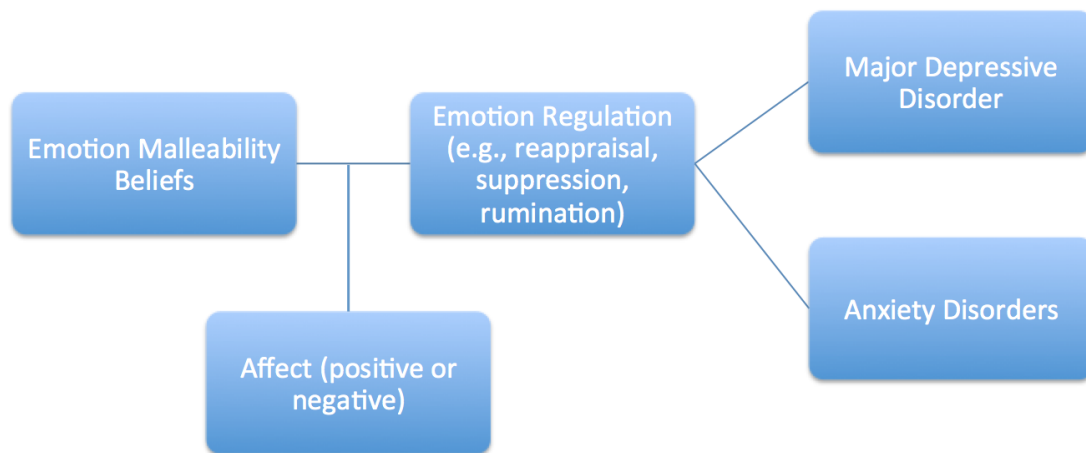 Emotion Malleability
Beliefs
Emotion Regulation
(e.g., reappraisal,
suppression,
rumination)
Major Depressive
Disorder
Anxiety Disorders
Affect (positive or
negative)